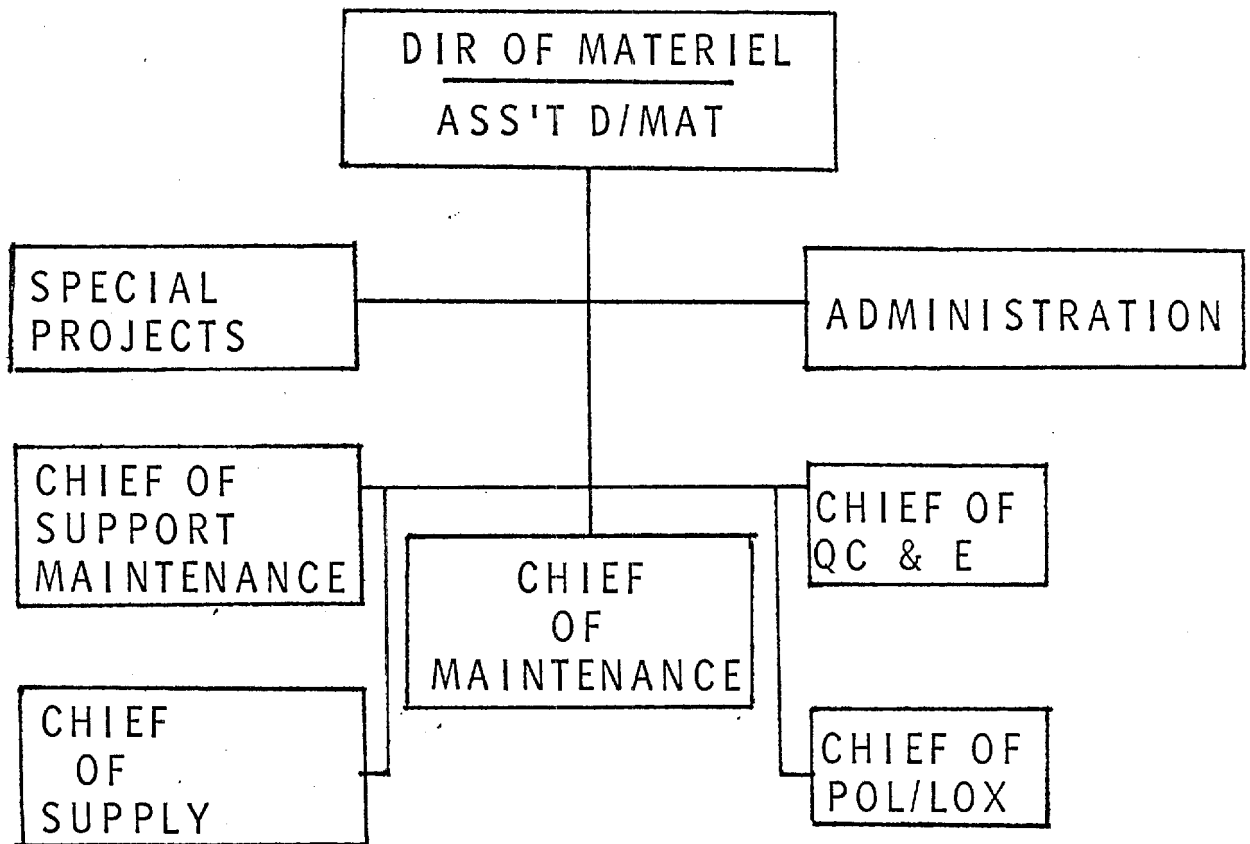 DIR OF MATERIEL
ASS'T D/MAT
SPECIAL
PROJECTS
ADMINISTRATION
CHIEF OF
SUPPORT
MAINTENANCE
CHIEF
OF
MAINTENANCE
CHIEF OF
QC & E
CHIEF
OF
SUPPLY
CHIEF OF
POL/LOX